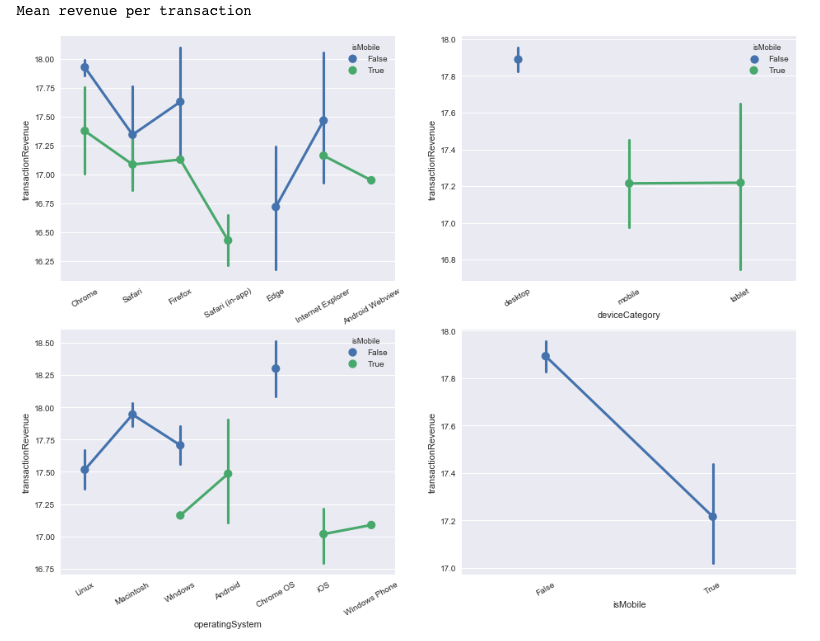 Mean revenue per transaction
transactionRevenue
18.00
17.75
17.50
17.25
17.00
16.75
16.50
16.25
isMobile
False
True
Chrome
Safari
Firefox
Safari (in-app)
Edge
Internet Explorer
Android Webview
transactionRevenue
18.0
17.8
17.6
17.4
17.2
17.0
16.8
isMobile
False
True
desktop
mobile
tablet
deviceCategory
transactionRevenue
18.50
18.25
18.00
17.75
17.50
17.25
17.00
16.75
isMobile
False
True
Linux
Macintosh
Windows
Android
Chrome OS
iOS
Windows Phone
operatingSystem
transactionRevenue
18.0
17.8
17.6
17.4
17.2
17.0
False
True
isMobile